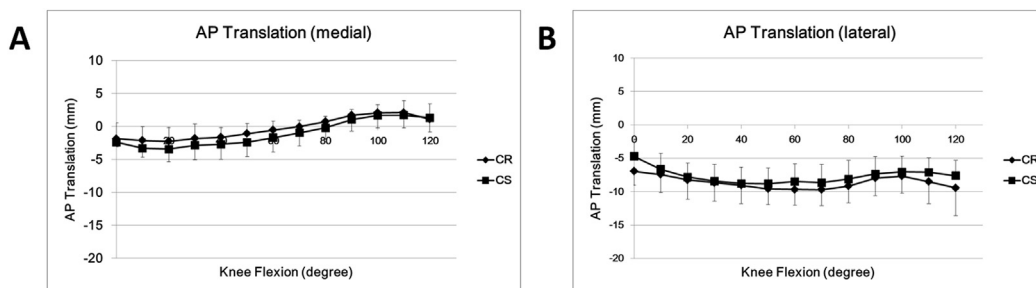 A
AP Translation (medial)
AP Translation (mm)
10
5
0
-5
-10
-15
-20
20
60
80
100
120
Knee Flexion (degree)
CR
CS
B
AP Translation (lateral)
AP Translation (mm)
10
5
0
-5
-10
-15
-20
0
20
40
60
80
100
120
Knee Flexion (degree)
CR
CS